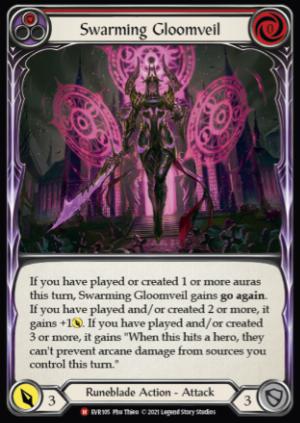 Swarming Gloomveil
If you have played or created 1 or more auras
this turn, Swarming Gloomveil gains go again.
If you have played and/or created 2 or more, it
gains +1. If you have played and/or created
3 or more, it gains "When this hits a hero, they
can't prevert arcane damage from sources you
control this turn."
3
Runeblade Action - Attack
3
M EVR105 Phu Thieu © 2021 Legend Story Studios